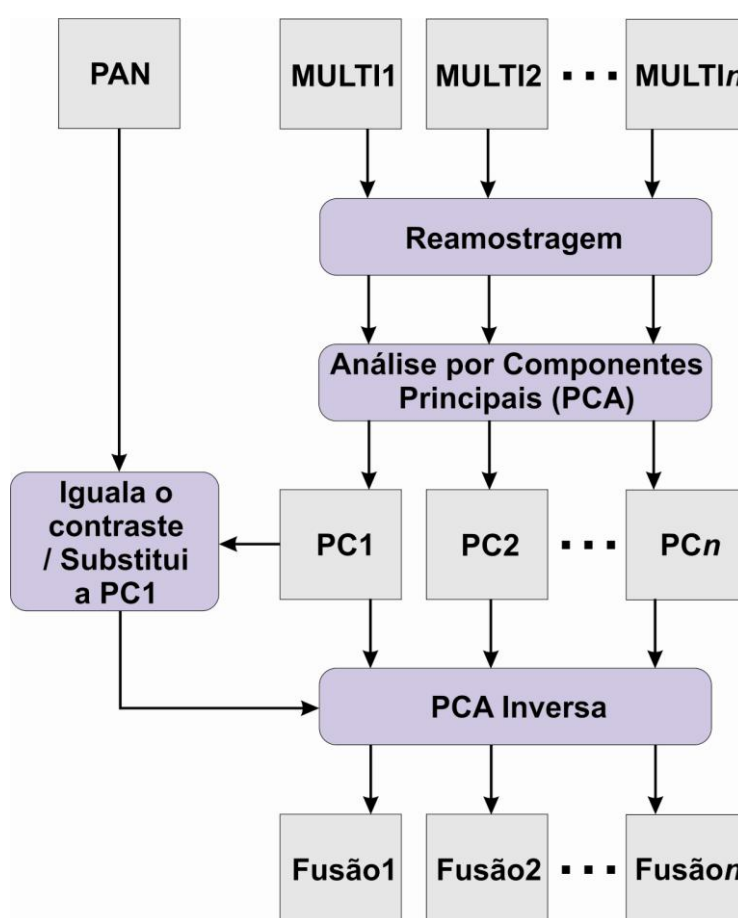 PAN
MULTI1
MULTI2
MULTIn
Reamostragem
Análise por Componentes
Principais (PCA)
Iguala o
contraste
/ Substitui
a PC1
PC1
PC2
PCn
PCA Inversa
Fusão1
Fusão2
Fusãon